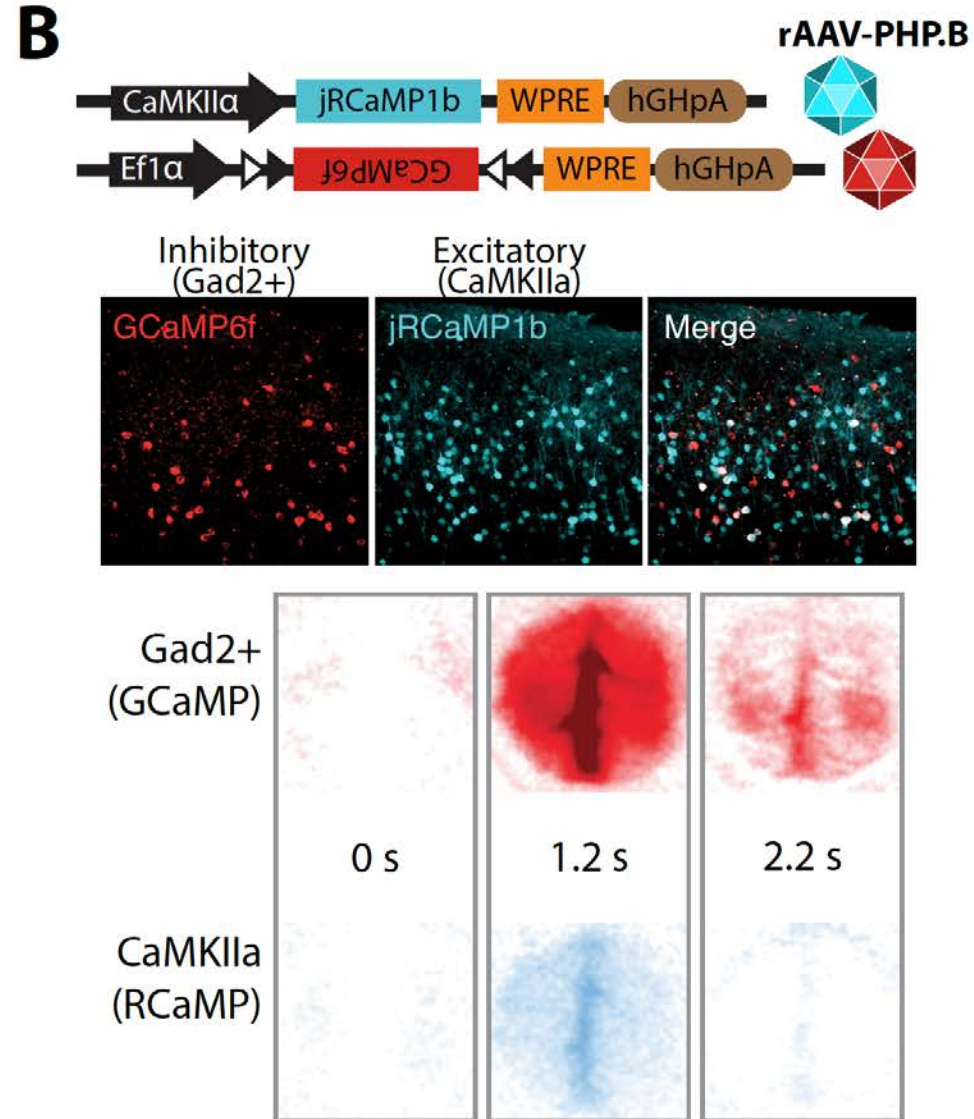 B
rAAV-PHP.B
CaMKIIα jRCaMP1b WPRE hGHpA
Ef1α GCaMP6f WPRE hGHpA
Inhibitory
(Gad2+)
Excitatory
(CaMKIIa)
GCaMP6f jRCaMP1b Merge
Gad2+
(GCaMP)
0 s 1.2 s 2.2 s
CaMKIIa
(RCaMP)